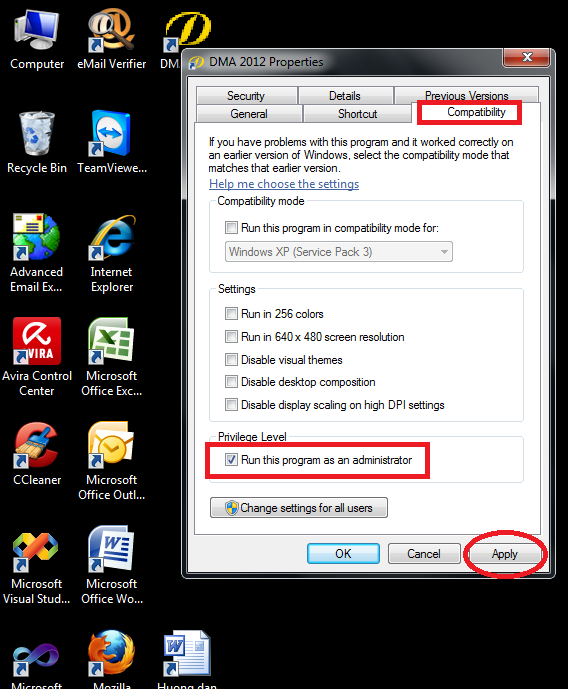 Computer
eMail Verifier
DMA 2012 Properties
Security
Details
Previous Versions
General
Shortcut
Compatibility
If you have problems with this program and it worked correctly on
an earlier version of Windows, select the compatibility mode that
matches that earlier version.
Help me choose the settings
Compatibility mode
Run this program in compatibility mode for:
Windows XP (Service Pack 3)
Settings
Run in 256 colors
Run in 640 x 480 screen resolution
Disable visual themes
Disable desktop composition
Disable display scaling on high DPI settings
Privilege Level
Run this program as an administrator
Change settings for all users
OK
Cancel
Apply
Recycle Bin
TeamViewe...
Advanced
Email Ex...
Internet
Explorer
AVIRA
Avira Control
Center
Microsoft
Office Exc...
CCleaner
Microsoft
Office Outl...
Microsoft
Visual Stud...
Microsoft
Office Wo...
Microsoft
Mozilla
Huong dan